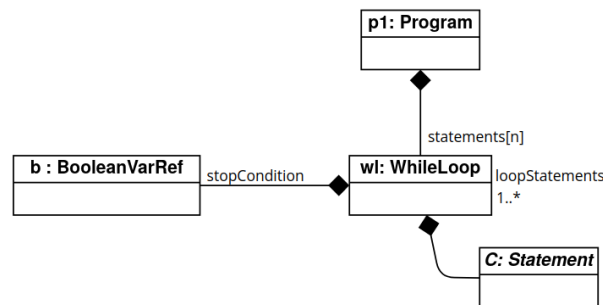 p1: Program
statements[n]
b : BooleanVarRef
stopCondition
wl: WhileLoop
loopStatements
1..*
C: Statement